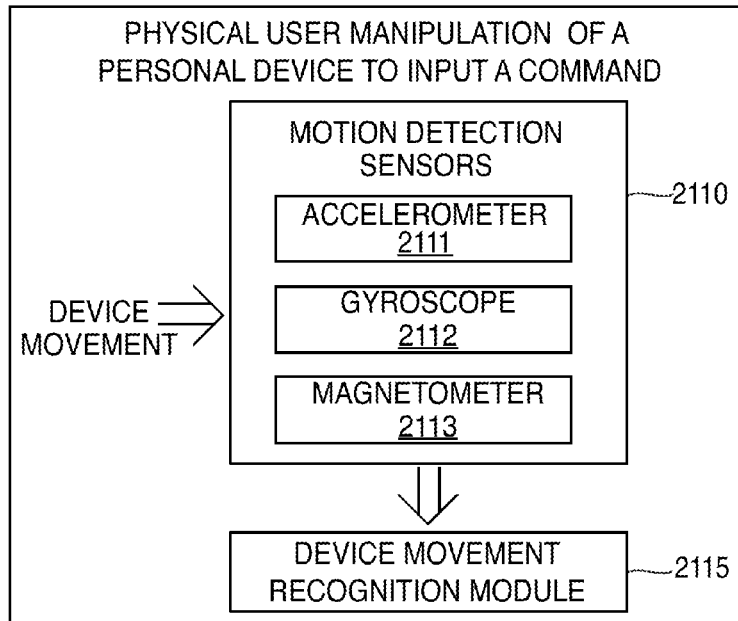 PHYSICAL USER MANIPULATION OF A
PERSONAL DEVICE TO INPUT A COMMAND
MOTION DETECTION
SENSORS
2110
ACCELEROMETER
2111
DEVICE
MOVEMENT
GYROSCOPE
2112
MAGNETOMETER
2113
DEVICE MOVEMENT
RECOGNITION MODULE
2115